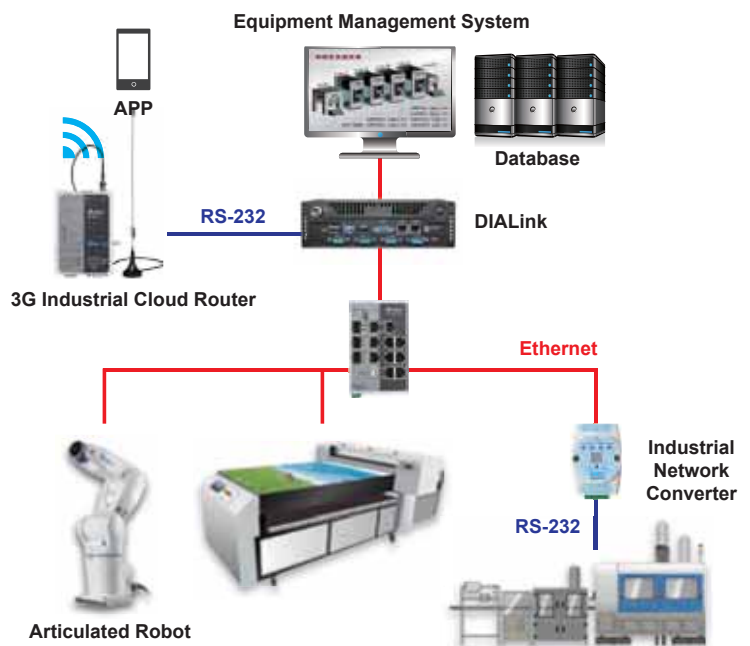 Equipment Management System
APP
Database
RS-232
DIALink
3G Industrial Cloud Router
Ethernet
Industrial
Network
Converter
RS-232
Articulated Robot